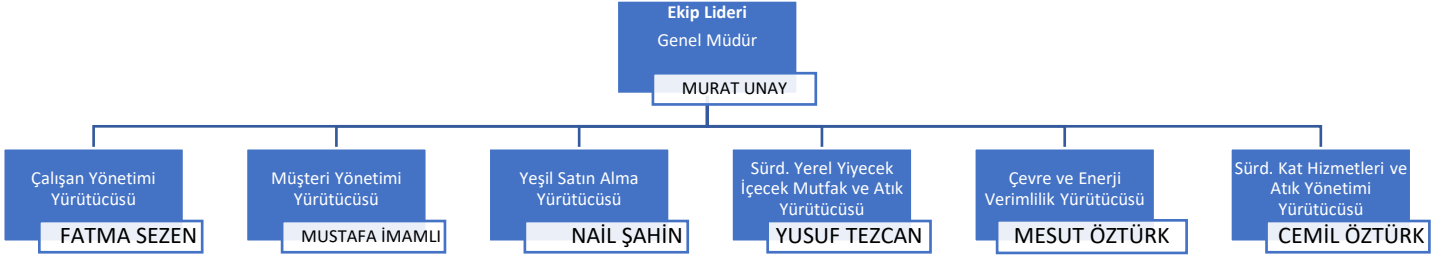 Ekip Lideri
Genel Müdür
MURAT UNAY
Çalışan Yönetimi
Yürütücüsü
FATMA SEZEN
Müşteri Yönetimi
Yürütücüsü
MUSTAFA İMAMLI
Yeşil Satın Alma
Yürütücüsü
NAİL ŞAHİN
Sürd. Yerel Yiyecek
İçecek Mutfak ve Atık
Yürütücüsü
YUSUF TEZCAN
Çevre ve Enerji
Verimlilik Yürütücüsü
MESUT ÖZTÜRK
Sürd. Kat Hizmetleri ve
Atık Yönetimi
Yürütücüsü
CEMİL ÖZTÜRK